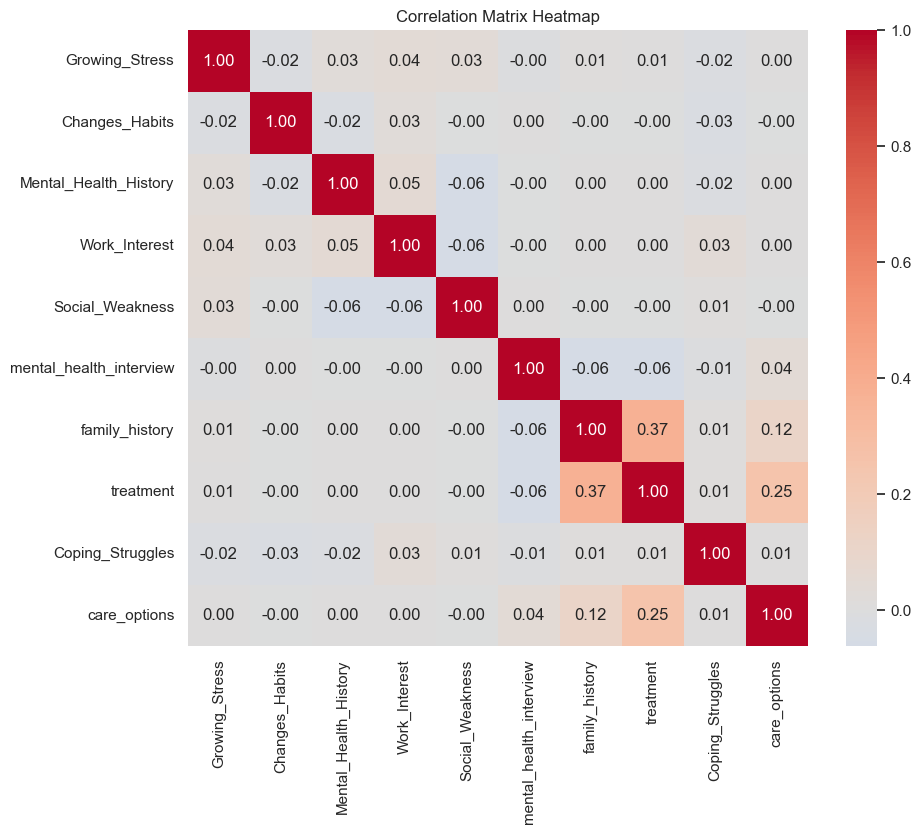 Correlation Matrix Heatmap
Growing_Stress 1.00 -0.02 0.03 0.04 0.03 -0.00 0.01 0.01 -0.02 0.00
Changes_Habits -0.02 1.00 -0.02 0.03 -0.00 0.00 -0.00 -0.00 -0.03 -0.00
Mental_Health_History 0.03 -0.02 1.00 0.05 -0.06 -0.00 0.00 0.00 -0.02 0.00
Work_Interest 0.04 0.03 0.05 1.00 -0.06 -0.00 0.00 0.00 0.03 0.00
Social_Weakness 0.03 -0.00 -0.06 -0.06 1.00 0.00 -0.00 -0.00 0.01 -0.00
mental_health_interview -0.00 0.00 -0.00 -0.00 0.00 1.00 -0.06 -0.06 -0.01 0.04
family_history 0.01 -0.00 0.00 0.00 -0.00 -0.06 1.00 0.37 0.01 0.12
treatment 0.01 -0.00 0.00 0.00 -0.00 -0.06 0.37 1.00 0.01 0.25
Coping_Struggles -0.02 -0.03 -0.02 0.03 0.01 -0.01 0.01 0.01 1.00 0.01
care_options 0.00 -0.00 0.00 0.00 -0.00 0.04 0.12 0.25 0.01 1.00
Growing_Stress
Changes_Habits
Mental_Health_History
Work_Interest
Social_Weakness
mental_health_interview
family_history
treatment
Coping_Struggles
care_options
1.0
0.8
0.6
0.4
0.2
0.0